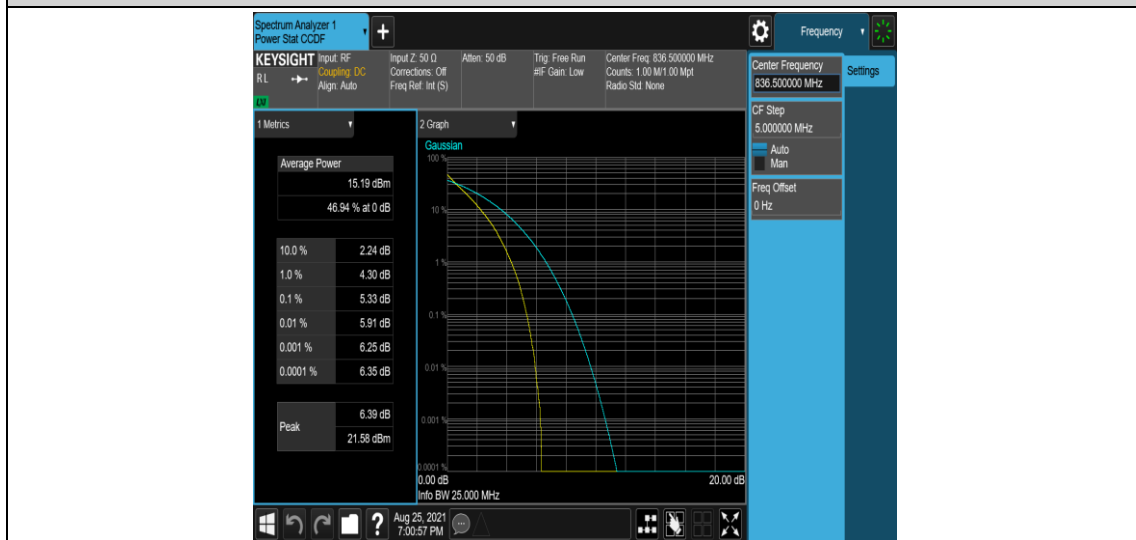 Spectrum Analyzer 1
Power Stat CCDF
+
Frequency
KEYSIGHT Input: RF
RL
Coupling: DC
Align: Auto
LXI
Input Z: 50 Ω
Corrections: Off
Freq Ref: Int (S)
Atten: 50 dB
Trig: Free Run
#IF Gain: Low
Center Freq: 836.500000 MHz
Counts: 1.00 M/1.00 Mpt
Radio Std: None
Center Frequency
836.500000 MHz
Settings
CF Step
5.000000 MHz
Auto
Man
Freq Offset
0 Hz
1 Metrics
Average Power
15.19 dBm
46.94 % at 0 dB
10.0 % 2.24 dB
1.0 % 4.30 dB
0.1 % 5.33 dB
0.01 % 5.91 dB
0.001 % 6.25 dB
0.0001 % 6.35 dB
Peak 6.39 dB
21.58 dBm
2 Graph
Gaussian
100 %
10 %
1 %
0.1 %
0.01 %
0.001 %
0.0001 %
0.00 dB 20.00 dB
Info BW 25.000 MHz
?
Aug 25, 2021
7:00:57 PM